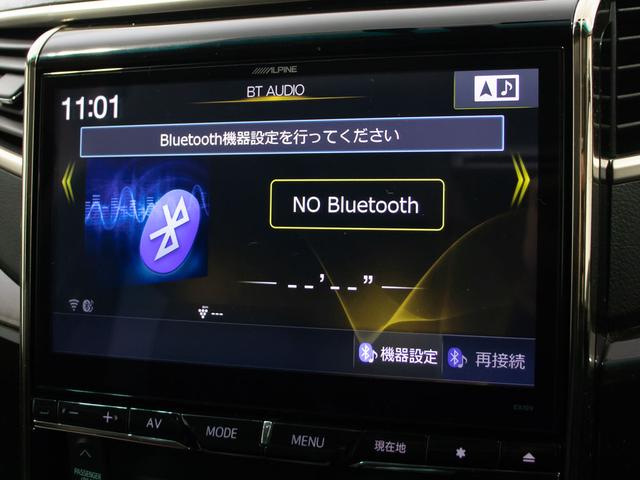 ALPINE
BT AUDIO
11:01
Bluetooth機器設定を行ってください
NO Bluetooth
--'--"
---
機器設定
再接続
AV
MODE
MENU
現在地
PASSENGER